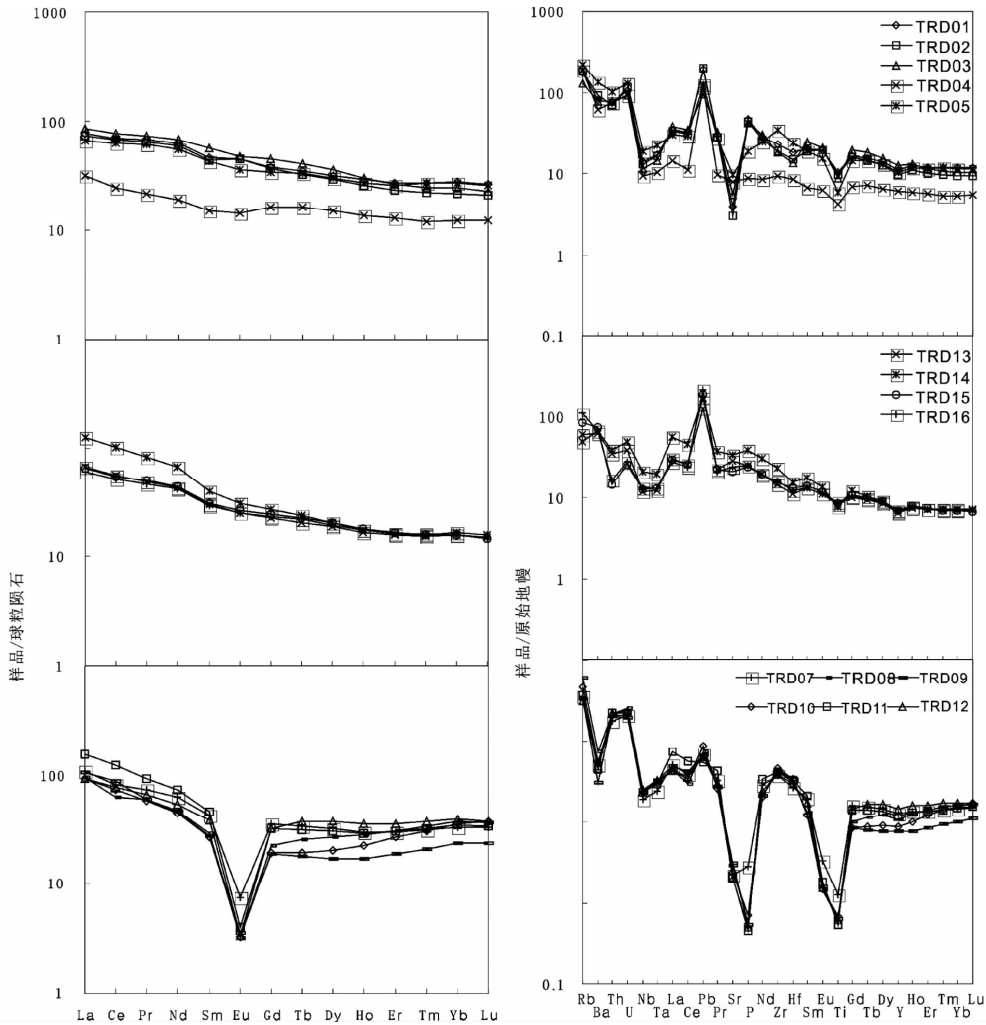 1000
100
10
1
10
1
100
10
1
样品/球粒陨石
La Ce Pr Nd Sm Eu Gd Tb Dy Ho Er Tm Yb Lu
1000
100
10
1
0.1
100
10
1
0.1
样品/原始地幔
TRD01
TRD02
TRD03
TRD04
TRD05
TRD13
TRD14
TRD15
TRD16
TRD07 TRD08 TRD09
TRD10 TRD11 TRD12
Rb Th Nb La Pb Sr Nd Hf Eu Gd Dy Ho Tm Lu
Ba U Ta Ce Pr P Zr Sm Ti Tb Y Er Yb